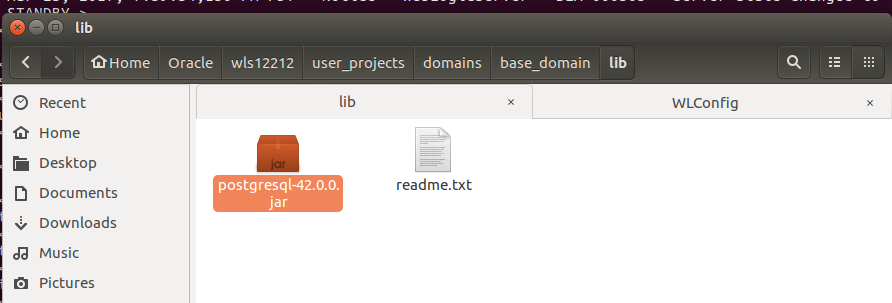 STANDBY >
lib
Home Oracle wls12212 user_projects domains base_domain lib
Recent
Home
Desktop
Documents
Downloads
Music
Pictures
lib × WLConfig ×
jar
postgresql-42.0.0.
jar
readme.txt